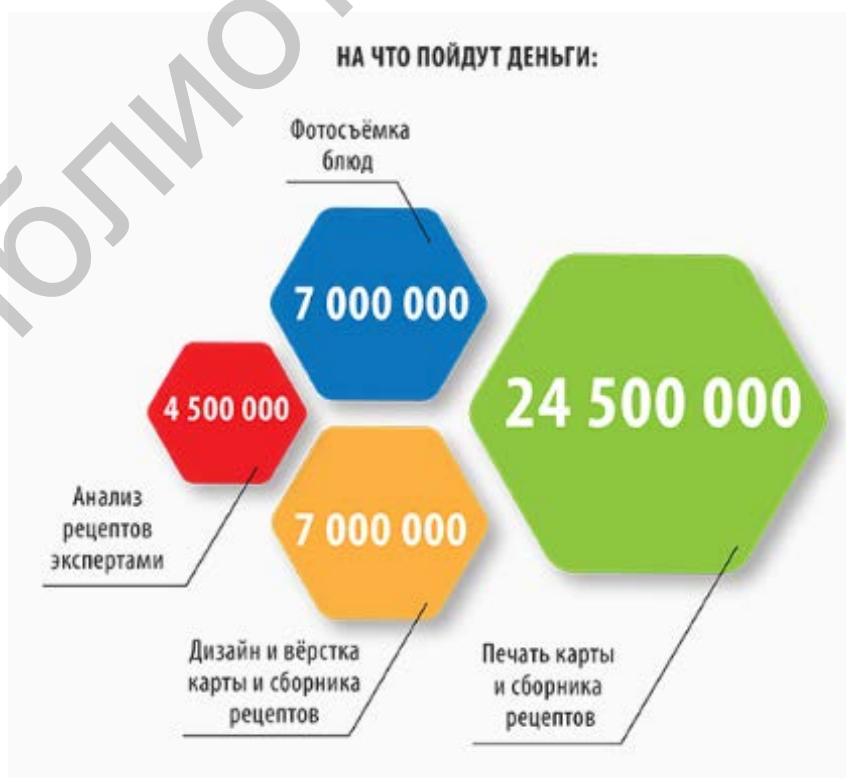 НА ЧТО ПОЙДУТ ДЕНЬГИ:
Фотосъёмка
блюд
7 000 000
24 500 000
4 500 000
Анализ
рецептов
экспертами
7 000 000
Дизайн и вёрстка
карты и сборника
рецептов
Печать карты
и сборника
рецептов